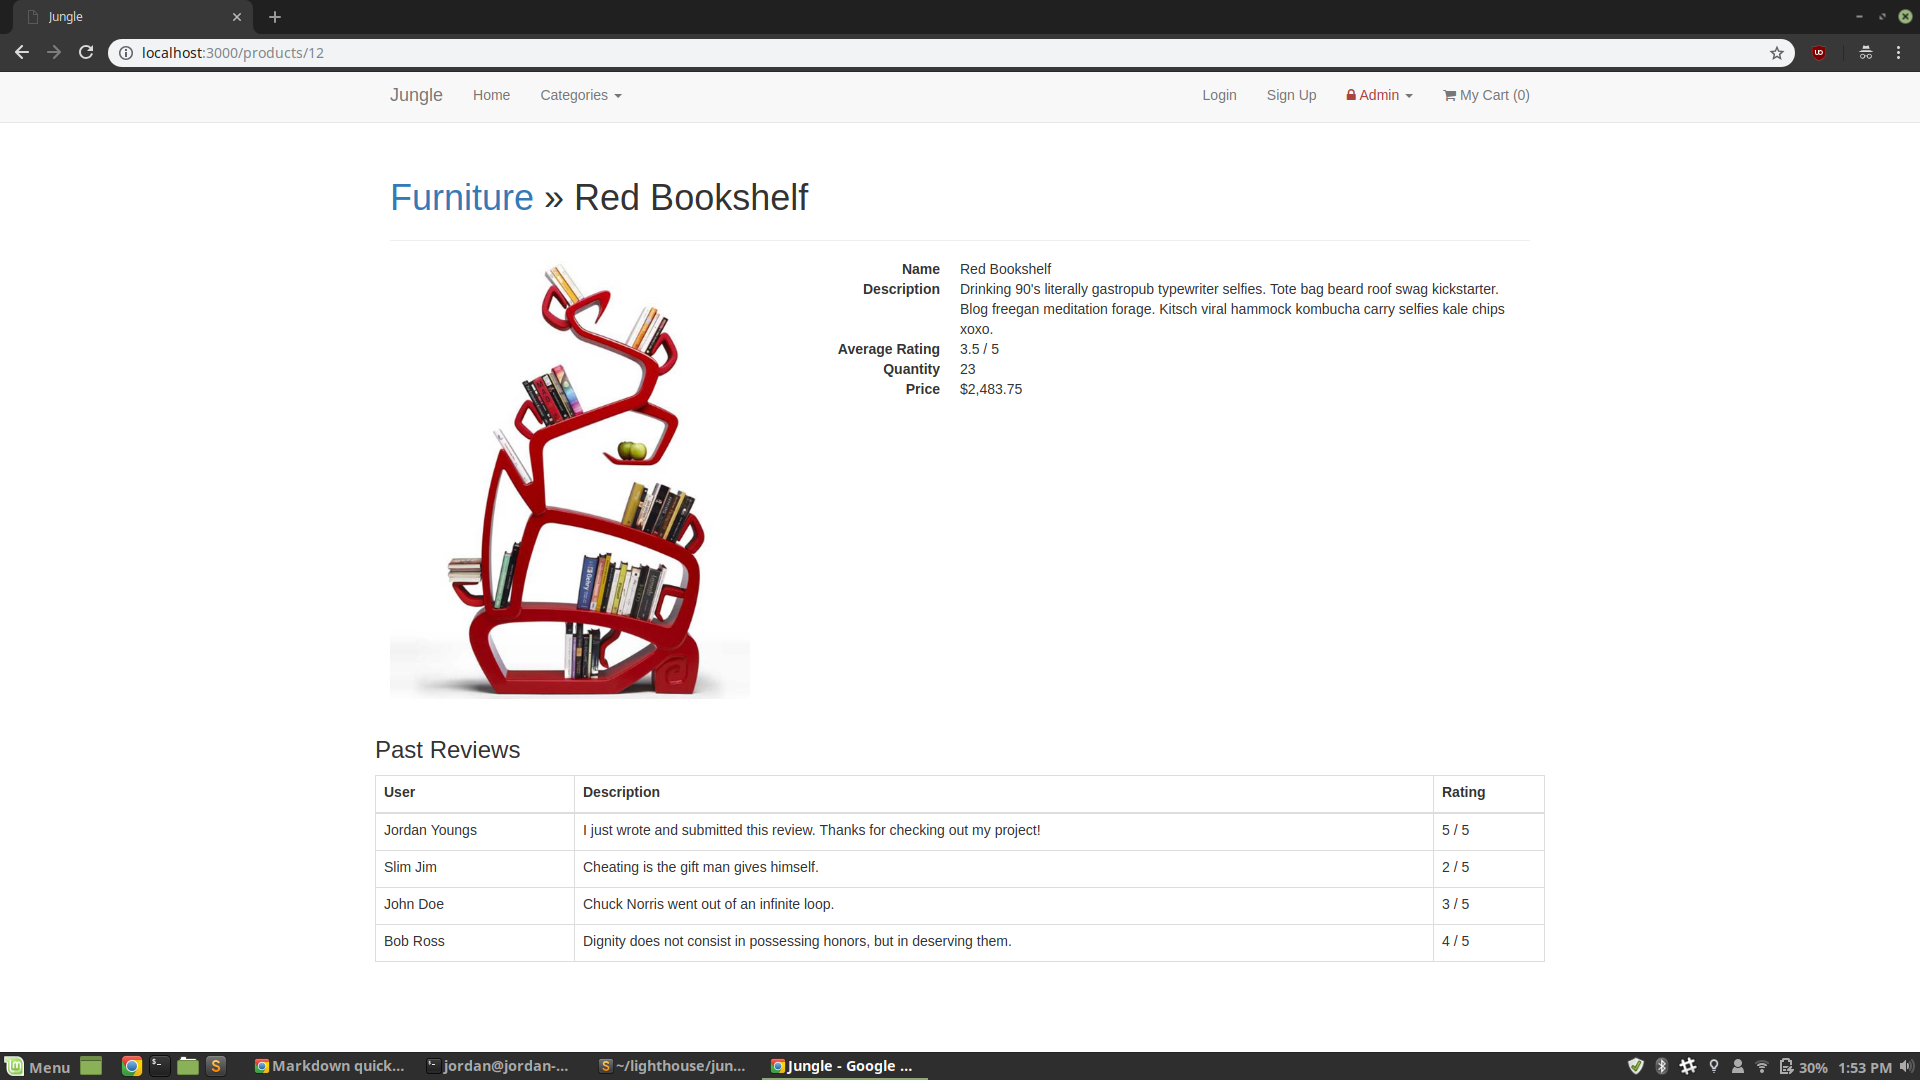 Jungle
localhost:3000/products/12
Jungle Home Categories Login Sign Up Admin My Cart (0)
Furniture » Red Bookshelf
Name Red Bookshelf
Description Drinking 90's literally gastropub typewriter selfies. Tote bag beard roof swag kickstarter.
Blog freegan meditation forage. Kitsch viral hammock kombucha carry selfies kale chips
xoxo.
Average Rating 3.5 / 5
Quantity 23
Price $2,483.75
Past Reviews
User Description Rating
Jordan Youngs I just wrote and submitted this review. Thanks for checking out my project! 5 / 5
Slim Jim Cheating is the gift man gives himself. 2 / 5
John Doe Chuck Norris went out of an infinite loop. 3 / 5
Bob Ross Dignity does not consist in possessing honors, but in deserving them. 4 / 5
Menu Markdown quick... jordan@jordan-... ~/lighthouse/jun... Jungle - Google ... 30% 1:53 PM